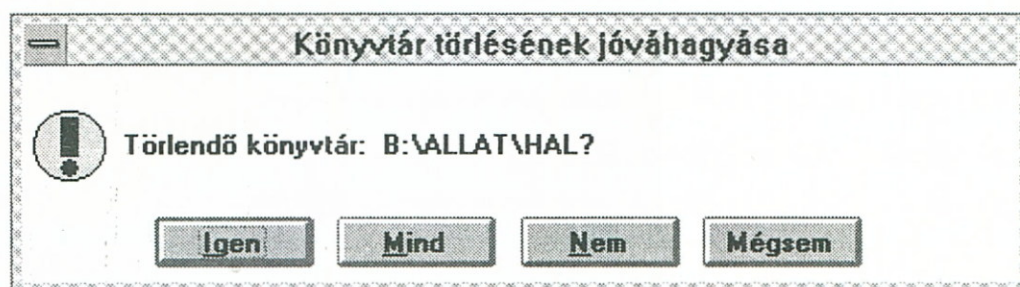 Könyvtár törlésének jóváhagyása
Törlendő könyvtár: B:\ALLAT\HAL?
Igen Mind Nem Mégsem